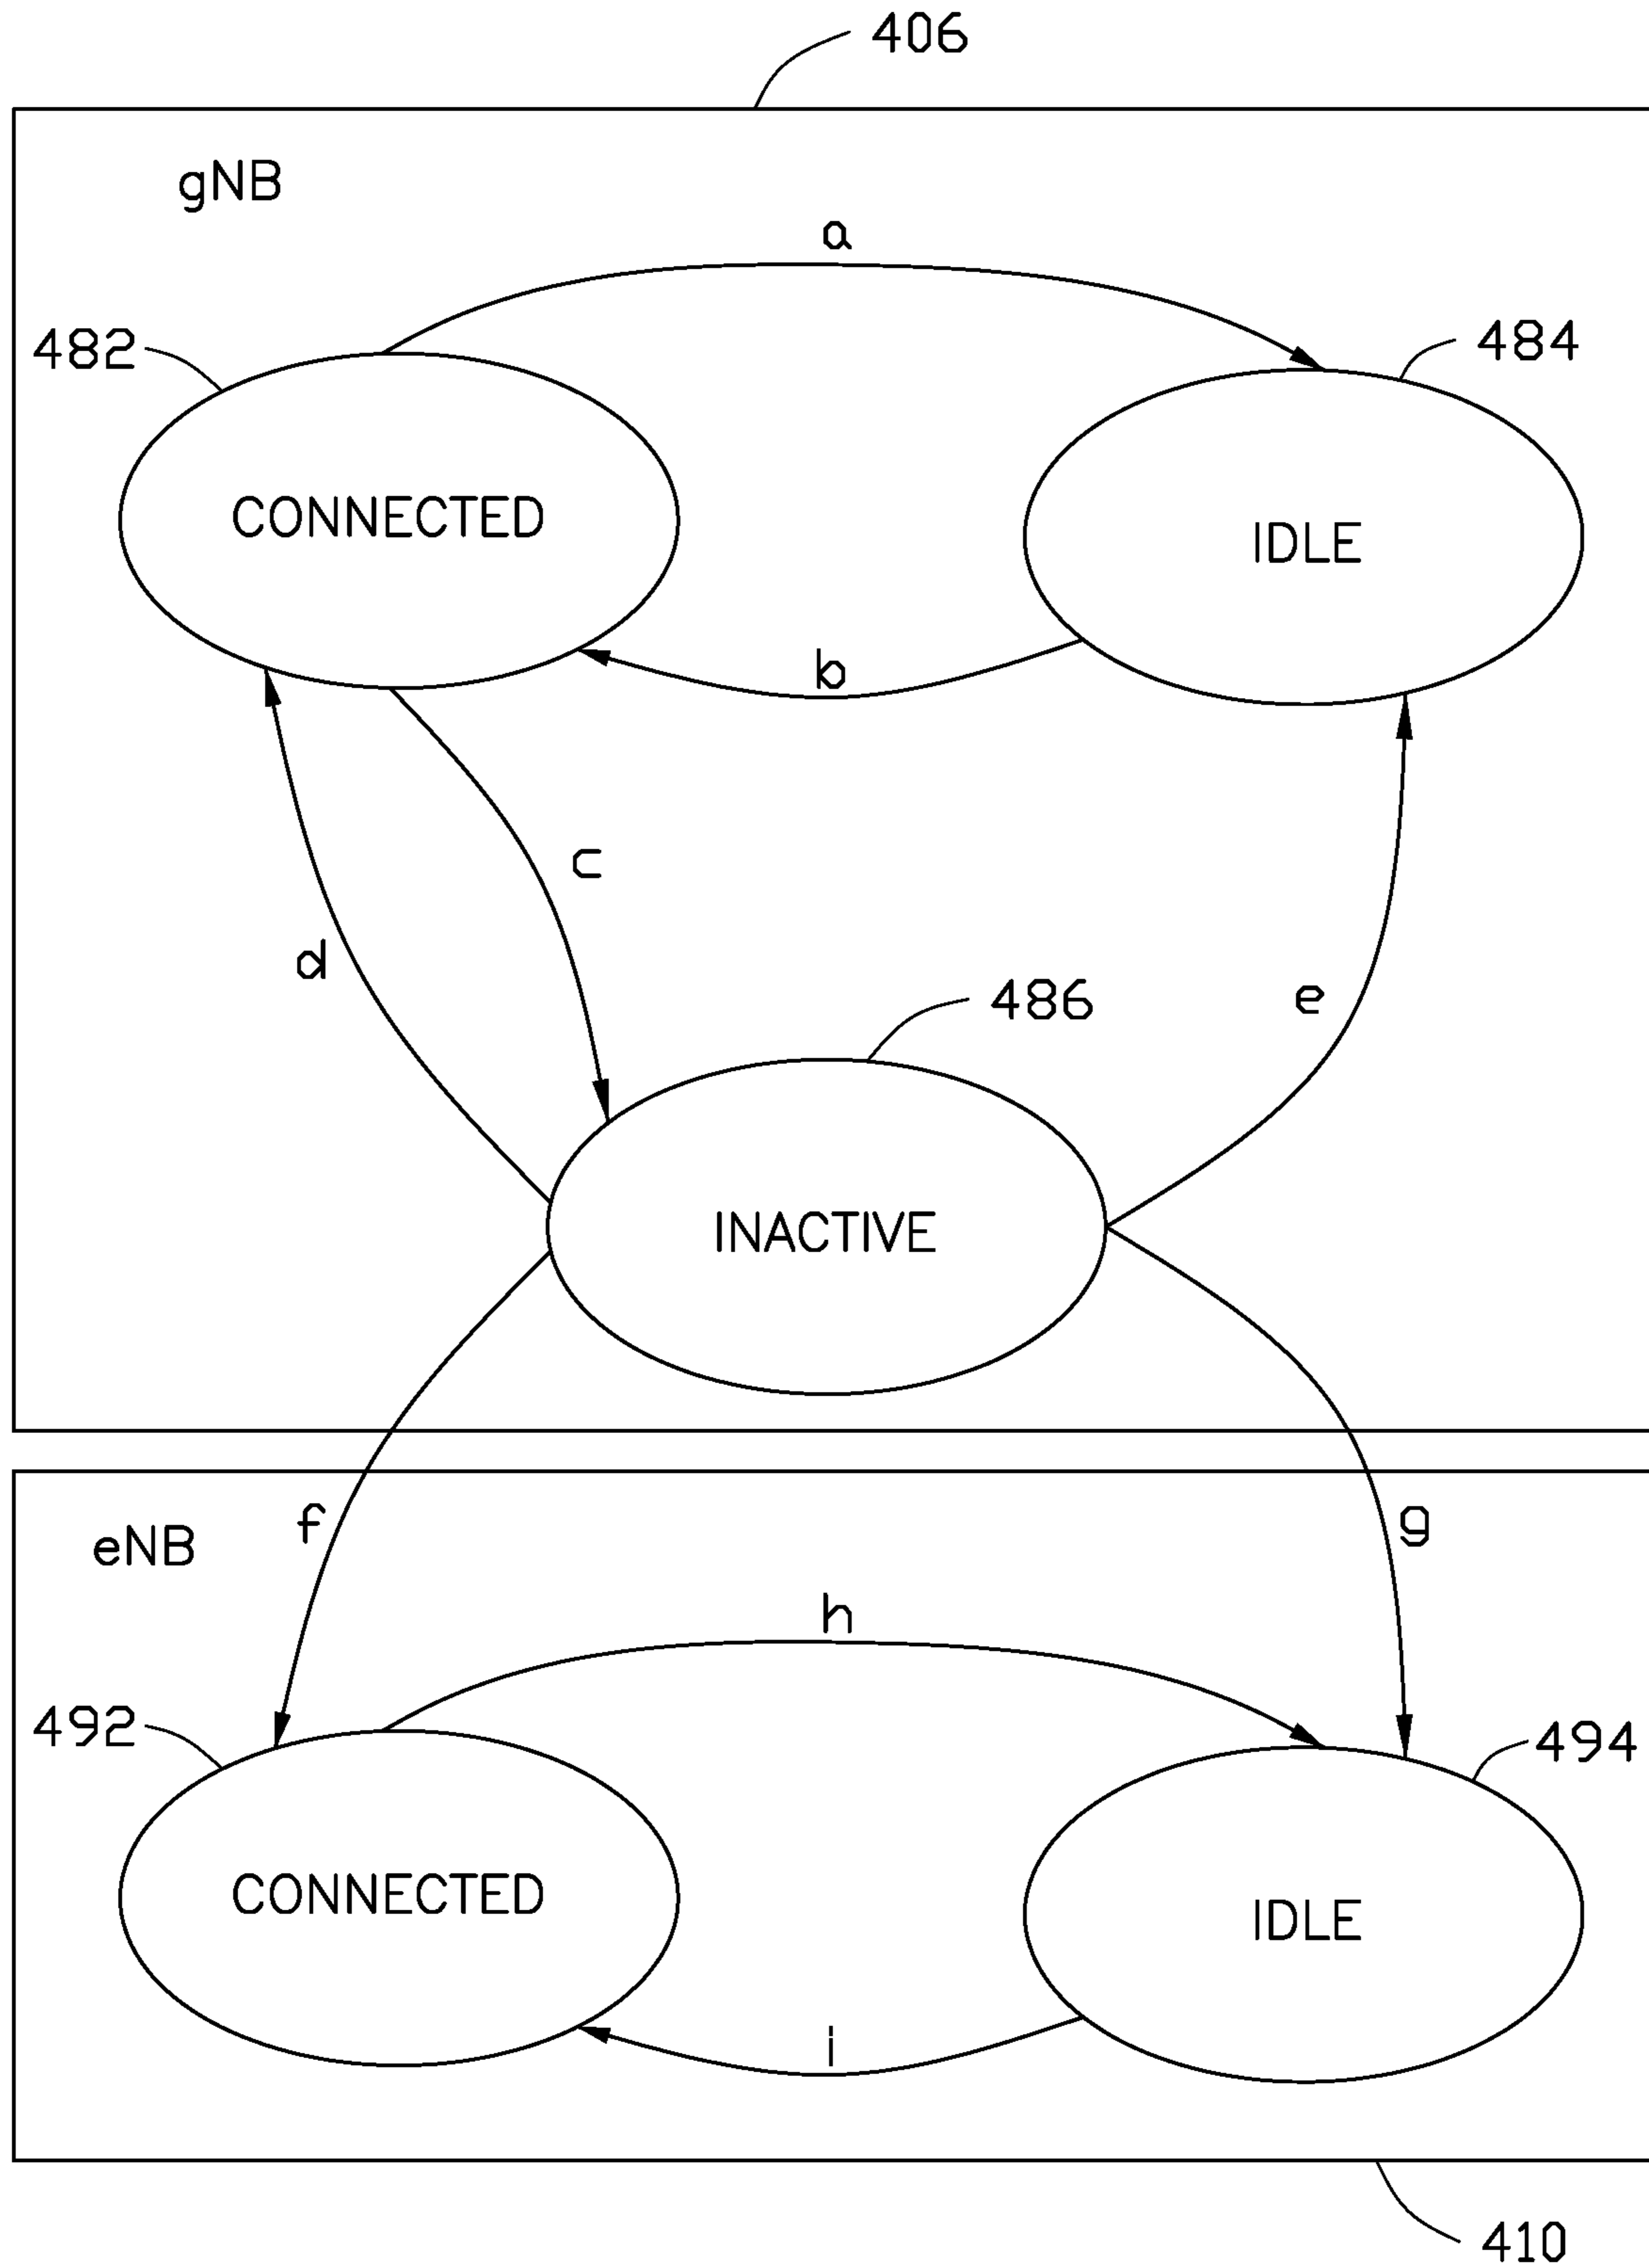 406
gNB
a
482
484
CONNECTED
IDLE
b
c
d
486
e
INACTIVE
f
g
eNB
h
492
494
CONNECTED
IDLE
i
410